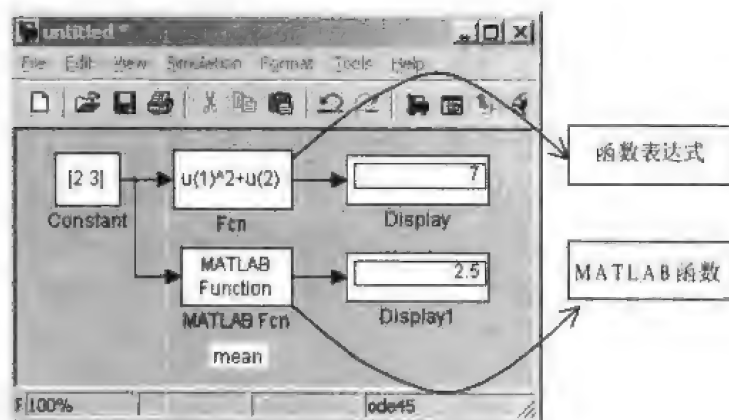 untitled *
File Edit View Simulation Format Tools Help
[2 3]
Constant
u(1)^2+u(2)
Fcn
7
Display
函数表达式
MATLAB
Function
MATLAB Fcn
mean
2.5
Display1
MATLAB函数
100%
ode45